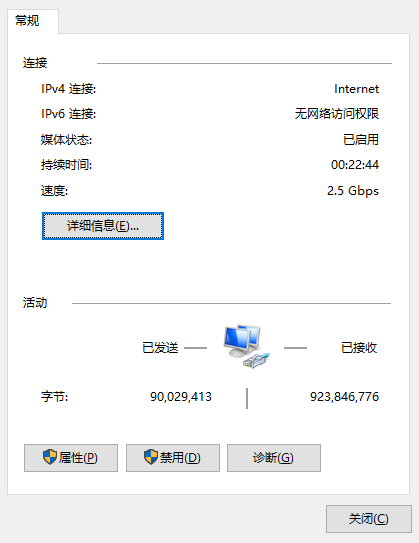 常规
连接
IPv4 连接: Internet
IPv6 连接: 无网络访问权限
媒体状态: 已启用
持续时间: 00:22:44
速度: 2.5 Gbps
详细信息(E)...
活动
已发送 已接收
字节: 90,029,413 923,846,776
属性(P) 禁用(D) 诊断(G)
关闭(C)